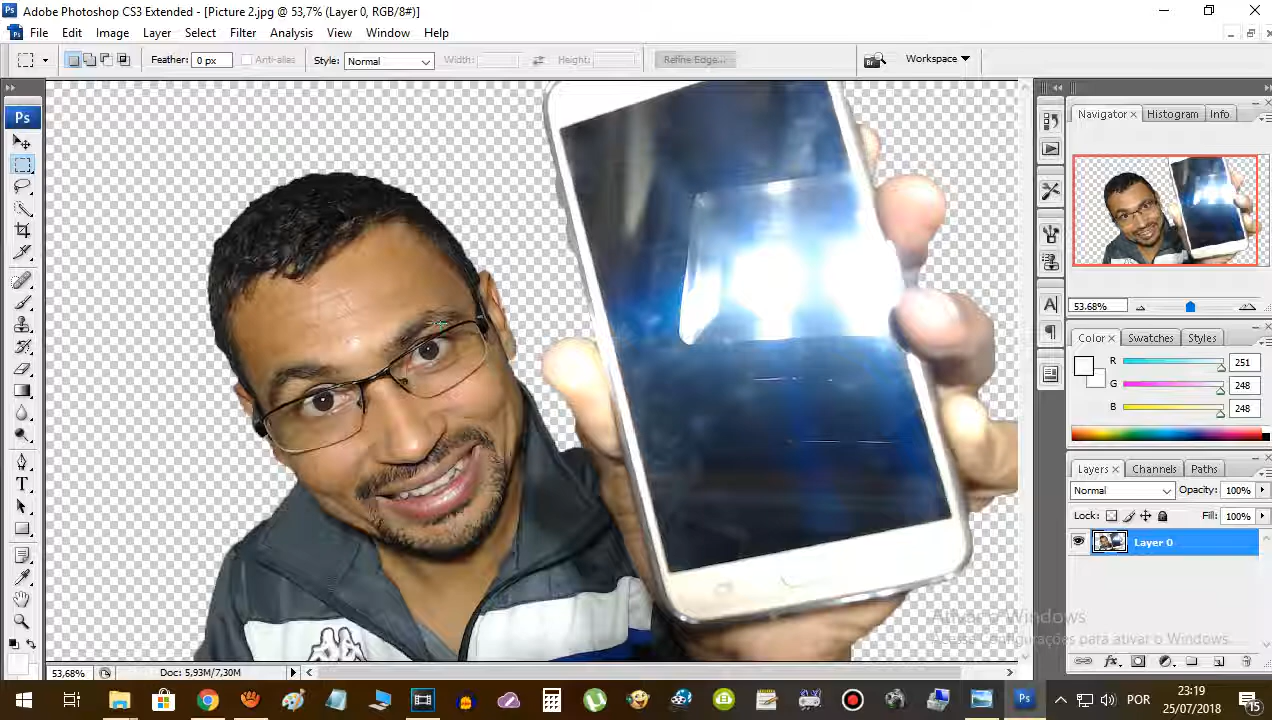 Adobe Photoshop CS3 Extended - [Picture 2.jpg @ 53,7% (Layer 0, RGB/8#)]
File Edit Image Layer Select Filter Analysis View Window Help
Feather: 0 px Anti-alias Style: Normal Width: Height: Refine Edge... Br Workspace
Ps
Navigator x Histogram Info
53.68%
Color x Swatches Styles
R 251
G 248
B 248
Layers x Channels Paths
Normal Opacity: 100%
Lock: Fill: 100%
Layer 0
Ativar o Windows
Acesse Configurações para ativar o Windows.
53,68% Doc: 5,93M/7,30M
Ps POR 23:19
25/07/2018 15